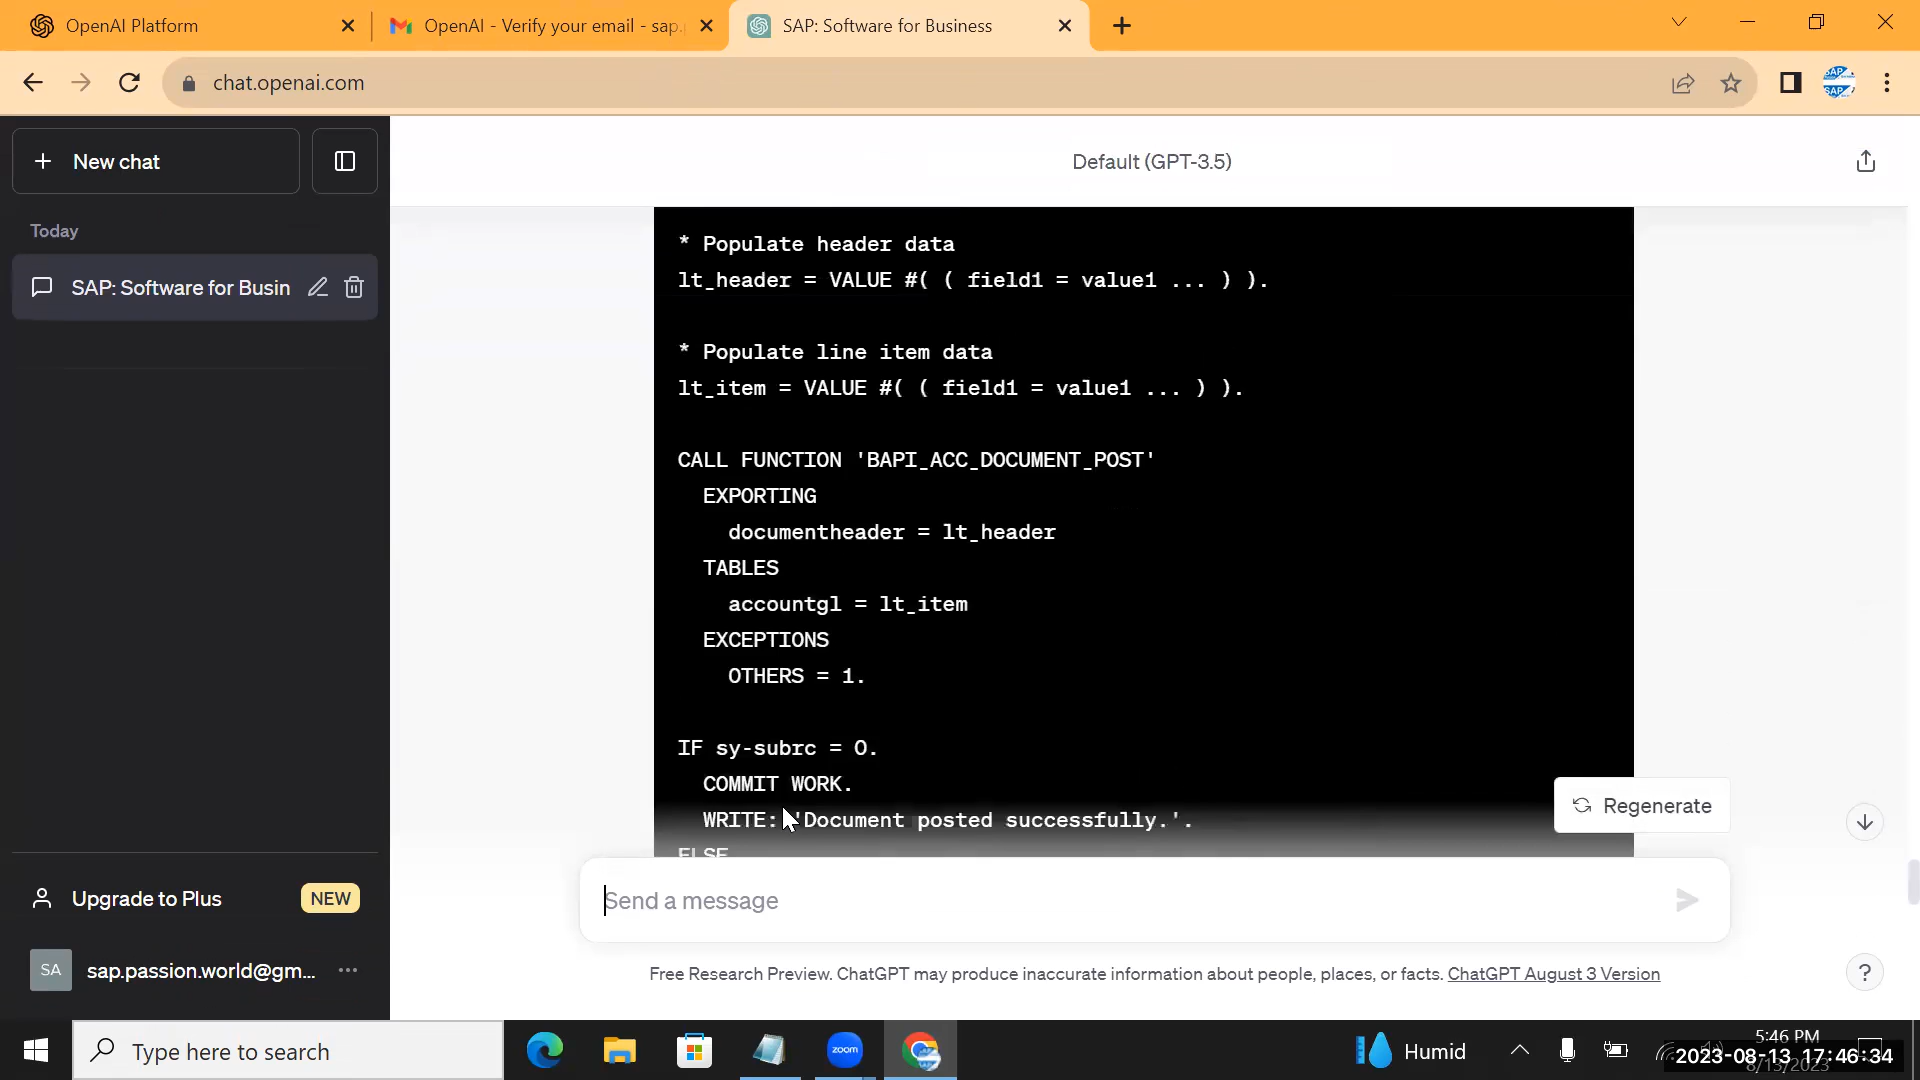 OpenAI Platform
OpenAI - Verify your email - sap.
SAP: Software for Business
chat.openai.com
New chat
Default (GPT-3.5)
Today
SAP: Software for Busin
* Populate header data
lt_header = VALUE #( ( field1 = value1 ... ) ).
* Populate line item data
lt_item = VALUE #( ( field1 = value1 ... ) ).
CALL FUNCTION 'BAPI_ACC_DOCUMENT_POST'
EXPORTING
documentheader = lt_header
TABLES
accountgl = lt_item
EXCEPTIONS
OTHERS = 1.
IF sy-subrc = 0.
COMMIT WORK.
WRITE: 'Document posted successfully.'.
ELSE
Regenerate
Upgrade to Plus
NEW
Send a message
SA
sap.passion.world@gm...
Free Research Preview. ChatGPT may produce inaccurate information about people, places, or facts. ChatGPT August 3 Version
?
Type here to search
zoom
Humid
5:46 PM
2023-08-13 17:46:34